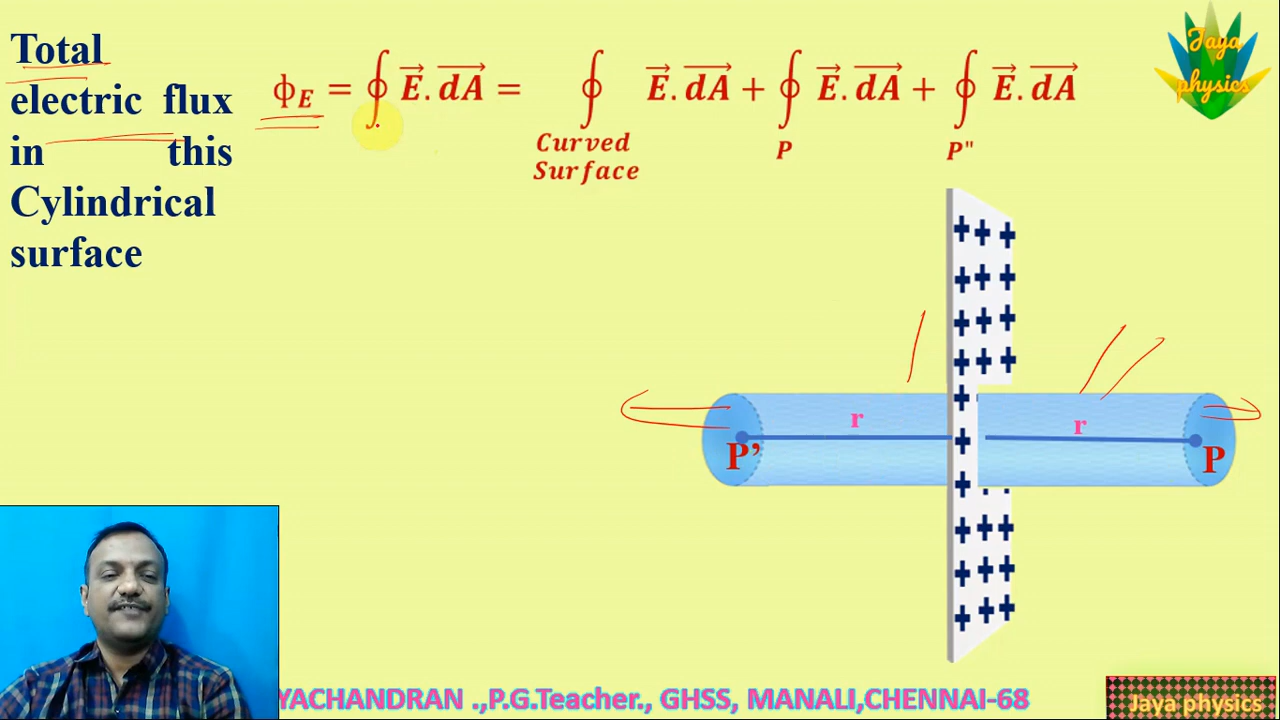 Total
electric flux
in this
Cylindrical
surface
ϕ_E = ∮ E⃗ . dA⃗ = ∮ E⃗ . dA⃗ + ∮ E⃗ . dA⃗ + ∮ E⃗ . dA⃗
Curved
Surface
P
P"
Jaya
physics
r
r
P’
P
YACHANDRAN .,P.G.Teacher., GHSS, MANALI,CHENNAI-68
Jaya physics